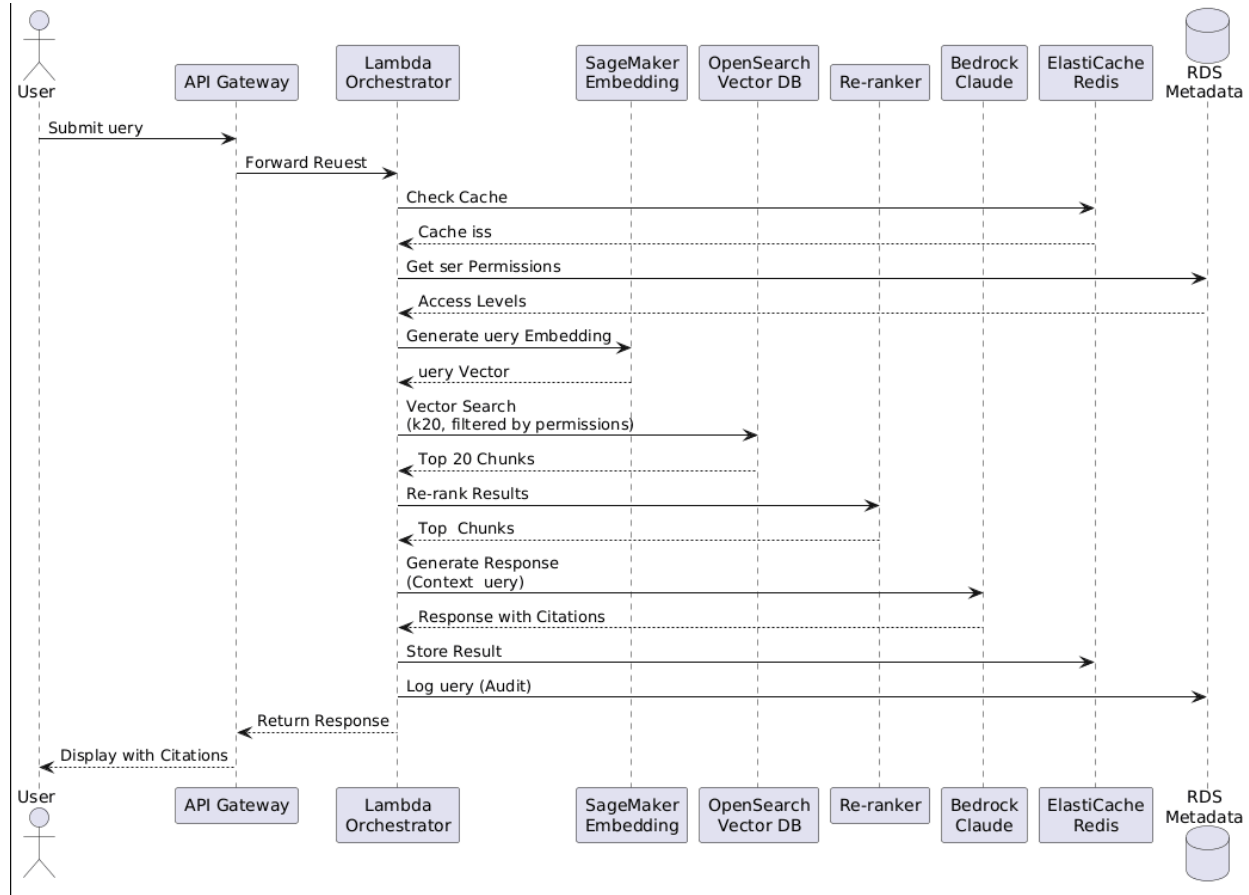 User
API Gateway
Lambda
Orchestrator
SageMaker
Embedding
OpenSearch
Vector DB
Re-ranker
Bedrock
Claude
ElastiCache
Redis
RDS
Metadata
Submit uery
Forward Reuest
Check Cache
Cache iss
Get ser Permissions
Access Levels
Generate uery Embedding
uery Vector
Vector Search
(k20, filtered by permissions)
Top 20 Chunks
Re-rank Results
Top  Chunks
Generate Response
(Context  uery)
Response with Citations
Store Result
Log uery (Audit)
Return Response
Display with Citations
User
API Gateway
Lambda
Orchestrator
SageMaker
Embedding
OpenSearch
Vector DB
Re-ranker
Bedrock
Claude
ElastiCache
Redis
RDS
Metadata